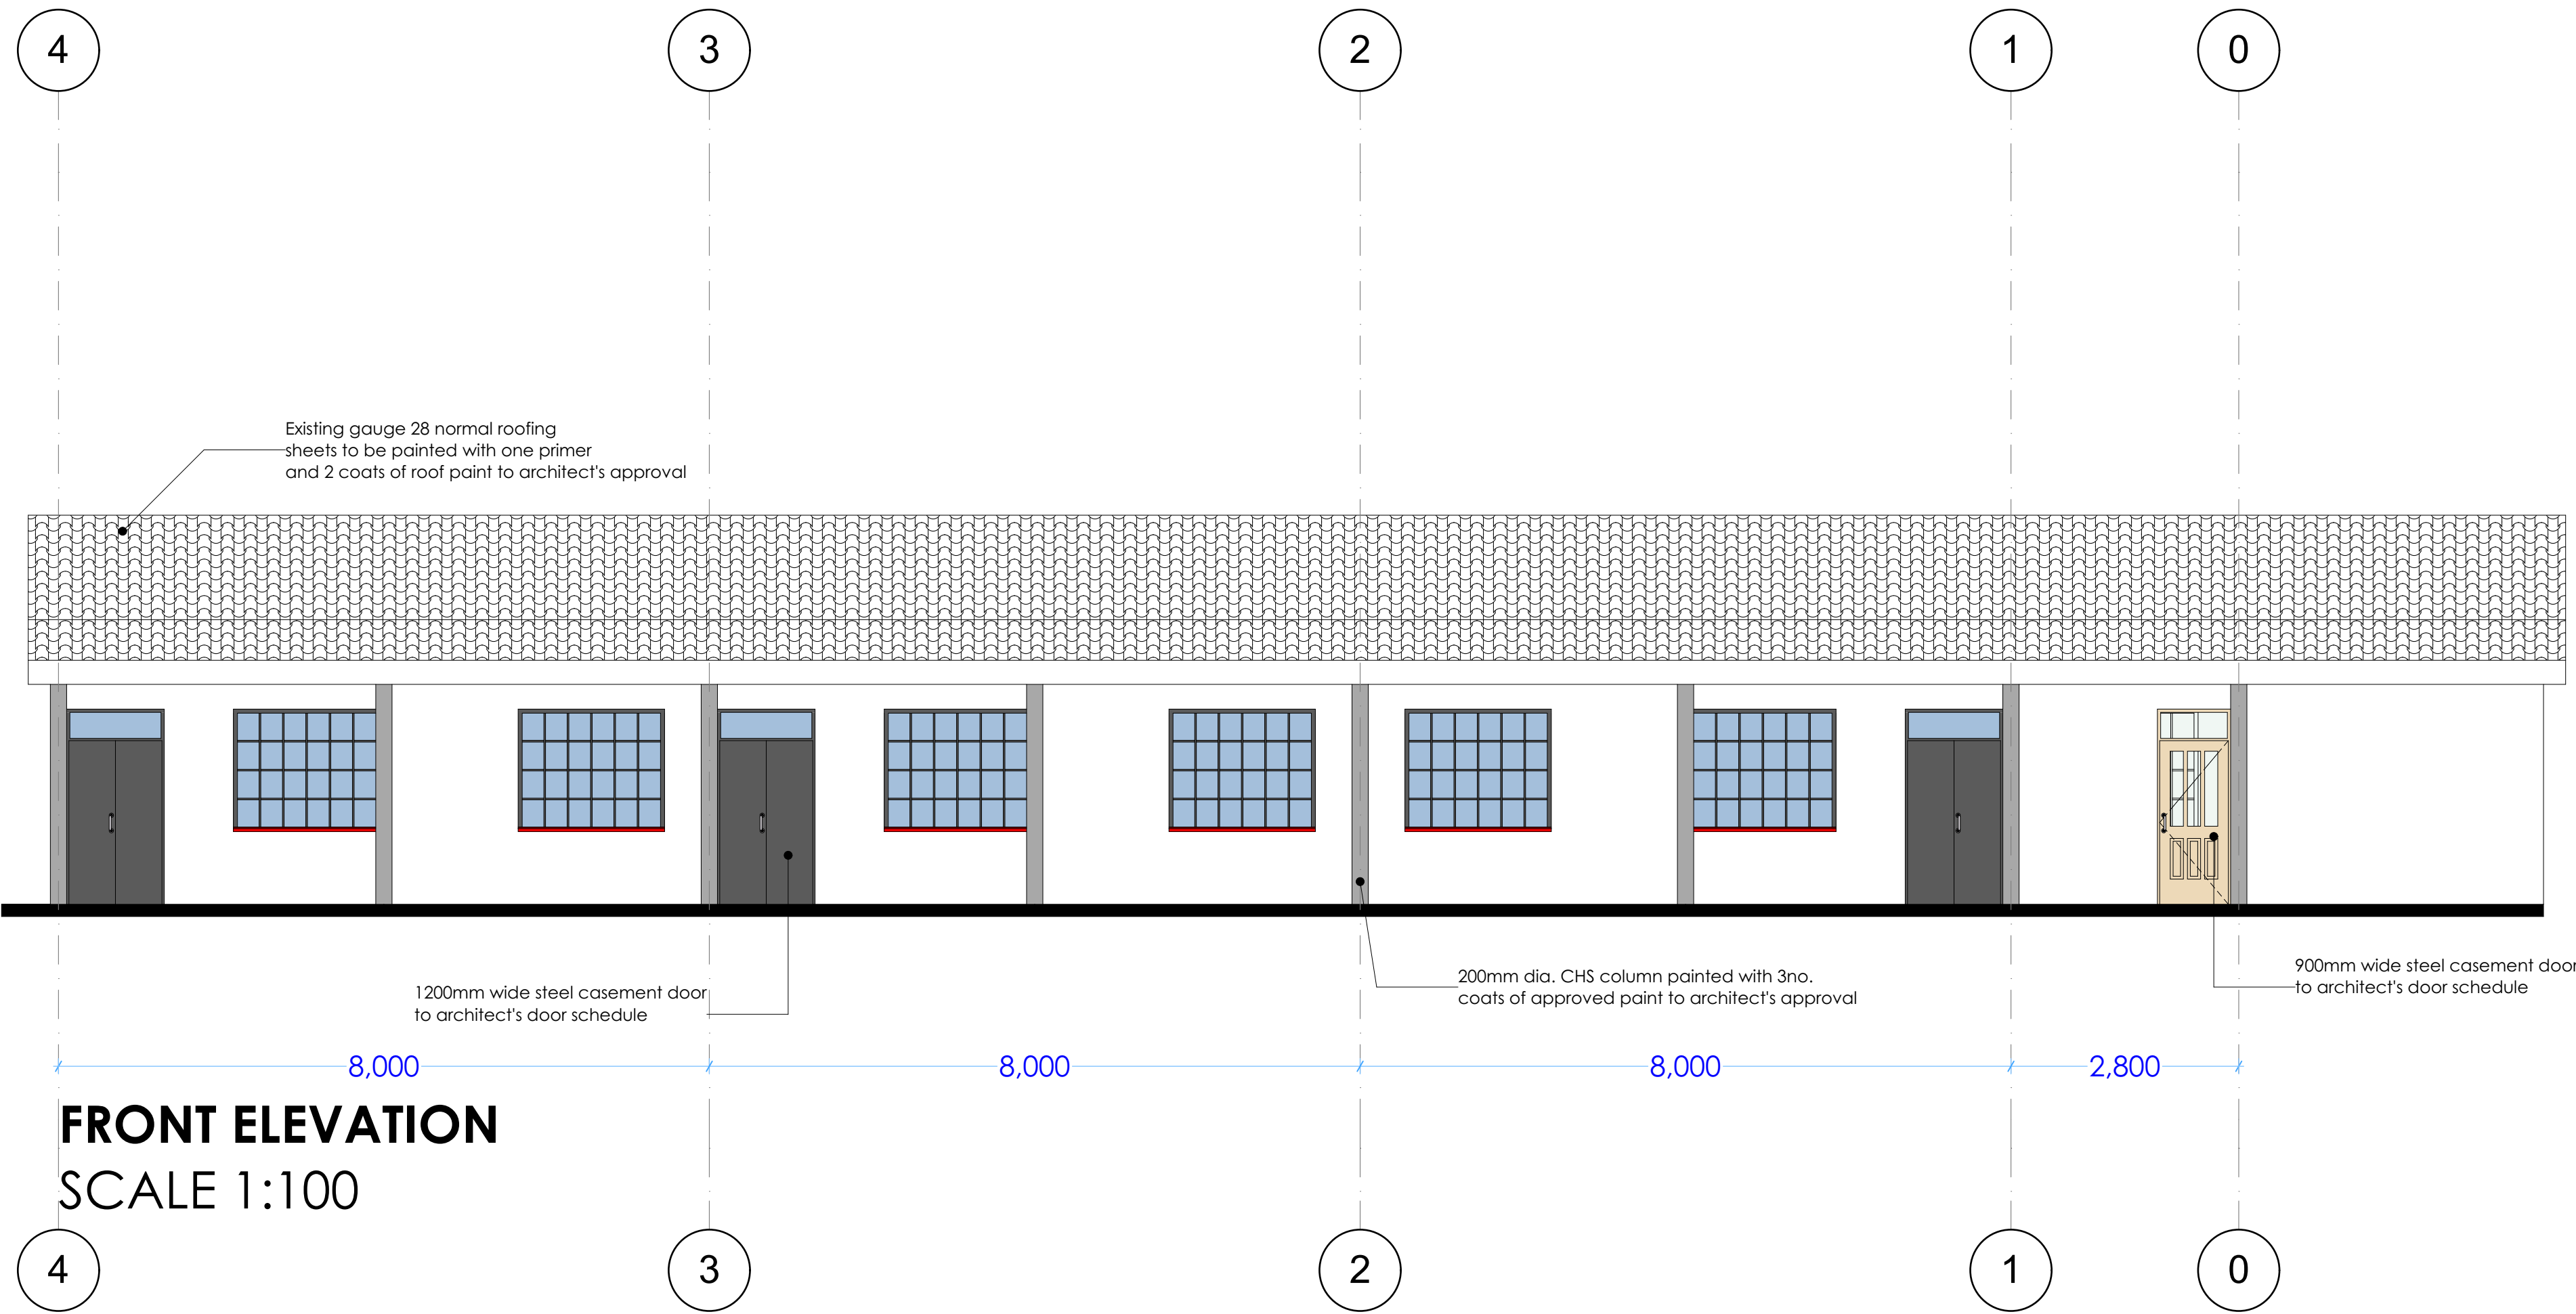 4 3 2 1 0
Existing gauge 28 normal roofing
sheets to be painted with one primer
and 2 coats of roof paint to architect's approval
1200mm wide steel casement door
to architect's door schedule
200mm dia. CHS column painted with 3no.
coats of approved paint to architect's approval
900mm wide steel casement door
to architect's door schedule
8,000 8,000 8,000 2,800
FRONT ELEVATION
SCALE 1:100
4 3 2 1 0